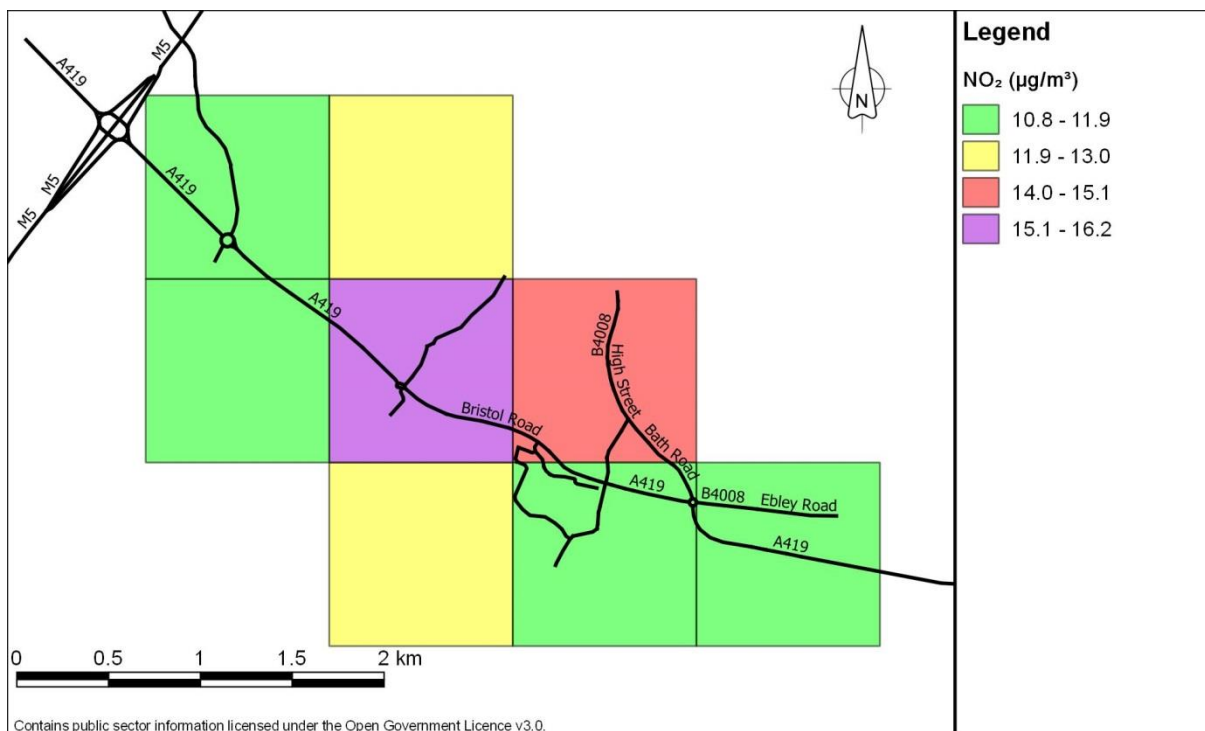 Legend
NO₂ (µg/m³)
10.8 - 11.9
11.9 - 13.0
14.0 - 15.1
15.1 - 16.2
N
M5
A419
M5
M5
A419
A419
B4008
High Street
Bristol Road
Bath Road
A419
B4008
Ebley Road
A419
0 0.5 1 1.5 2 km
Contains public sector information licensed under the Open Government Licence v3.0.